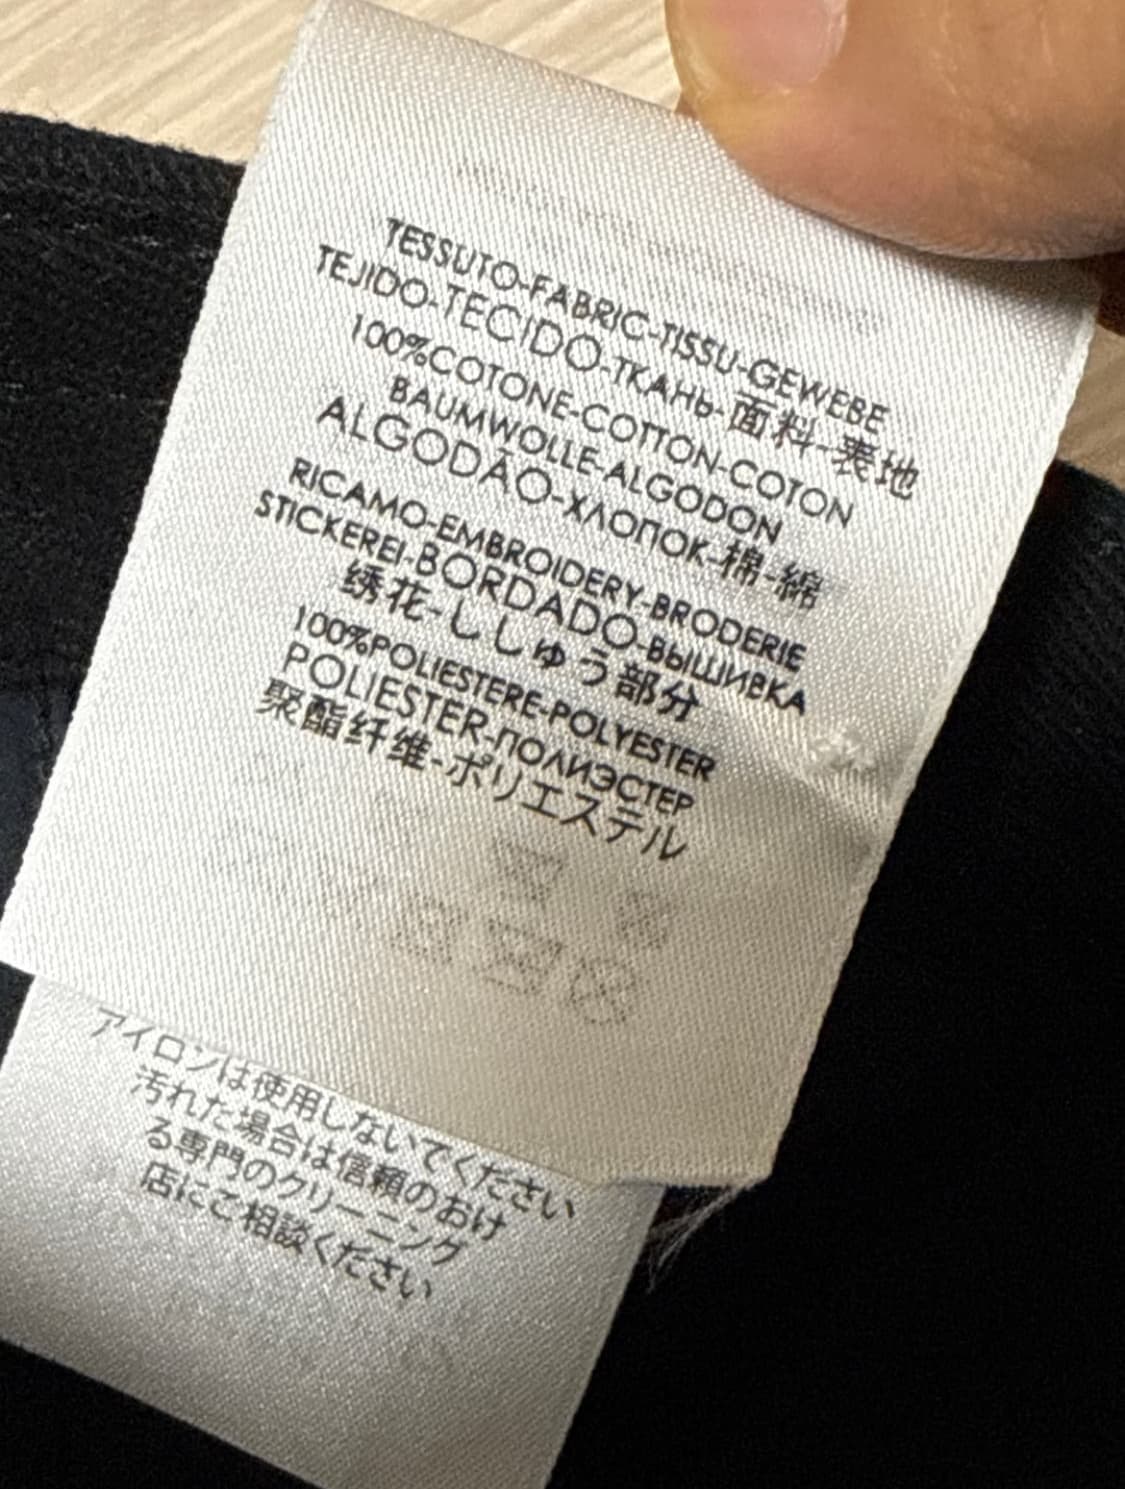 TESSUTO-FABRIC-TISSU-GEWEBE
TEJIDO-TECIDO-ТКАНЬ-面料-表地
100%COTONE-COTTON-COTON
BAUMWOLLE-ALGODON
ALGODÃO-ХЛОПОК-棉-綿
RICAMO-EMBROIDERY-BRODERIE
STICKEREI-BORDADO-ВЫШИВКА
绣花-ししゅう部分
100%POLIESTERE-POLYESTER
POLIESTER-ПОЛИЭСТЕР
聚酯纤维-ポリエステル
アイロンは使用しないでください
汚れた場合は信頼のおけ
る専門のクリーニング
店にご相談ください